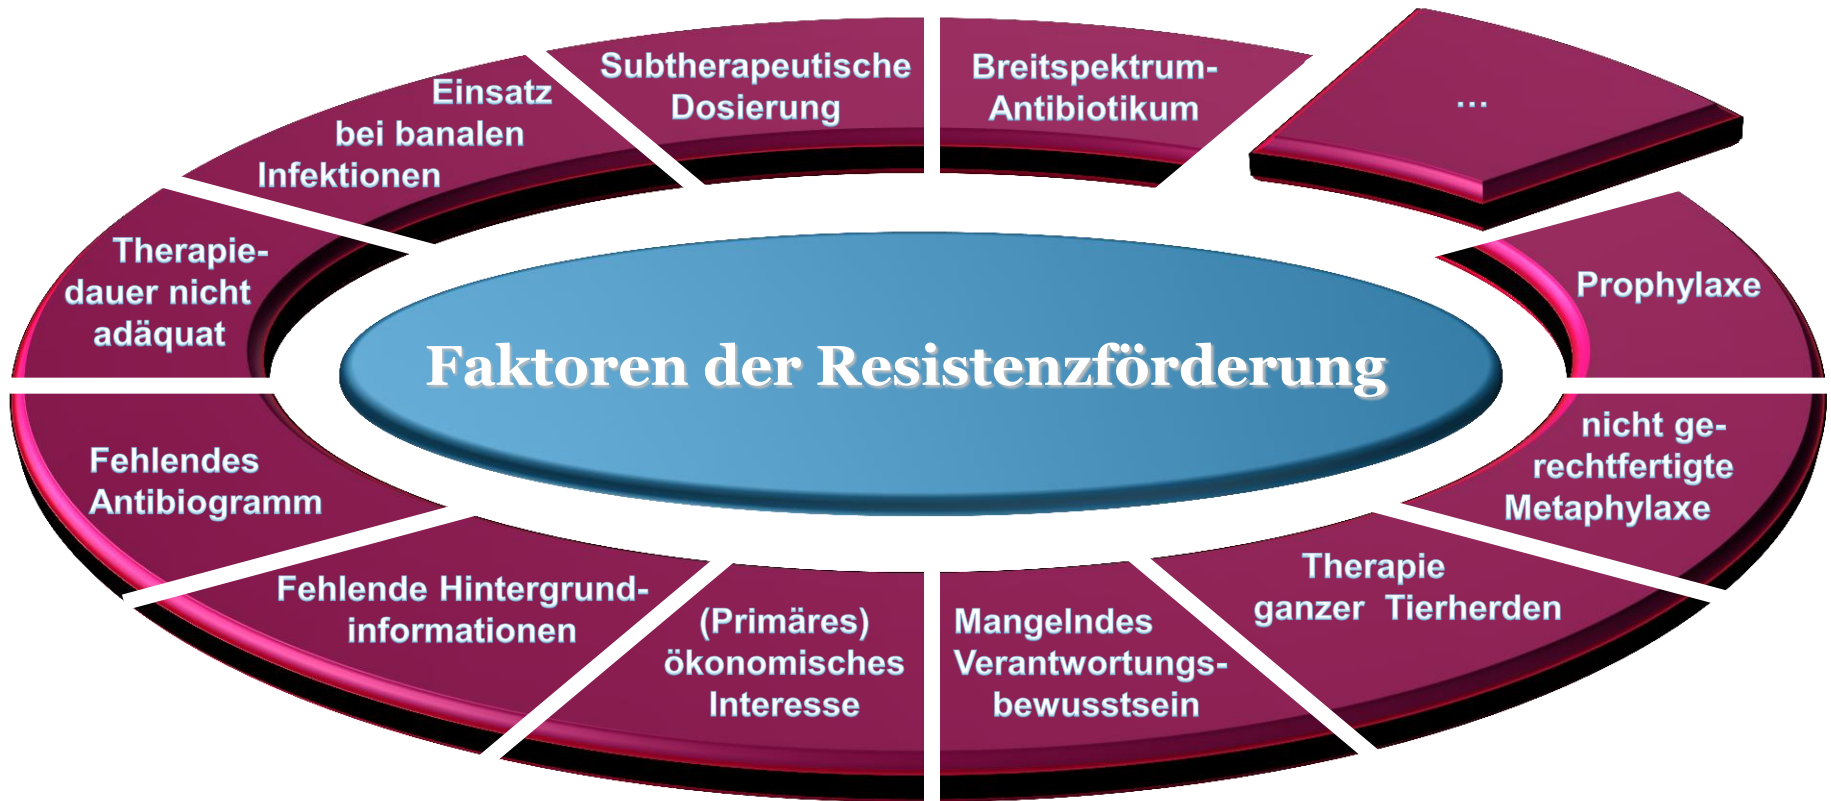 Subtherapeutische
Dosierung
Breitspektrum-
Antibiotikum
...
Prophylaxe
nicht ge-
rechtfertigte
Metaphylaxe
Therapie
ganzer Tierherden
Mangelndes
Verantwortungs-
bewusstsein
(Primäres)
ökonomisches
Interesse
Fehlende Hintergrund-
informationen
Fehlendes
Antibiogramm
Therapie-
dauer nicht
adäquat
Einsatz
bei banalen
Infektionen
Faktoren der Resistenzförderung